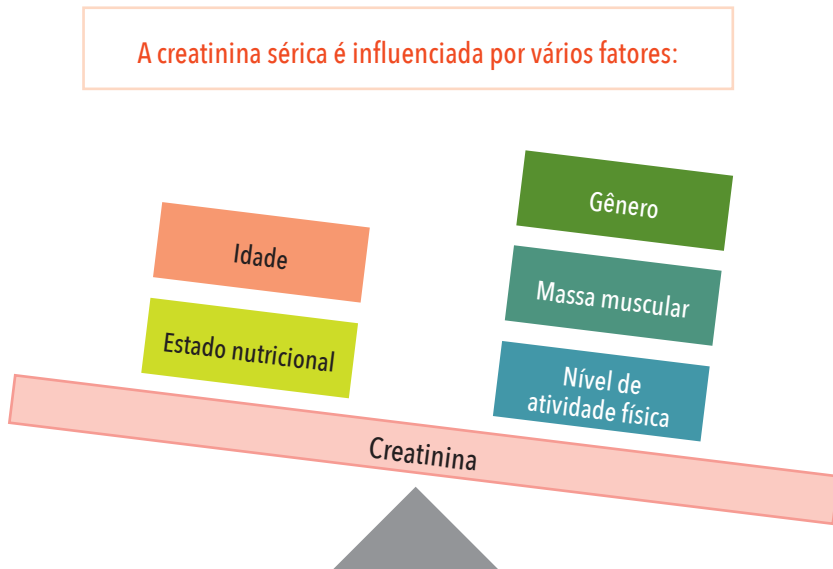 A creatinina sérica é influenciada por vários fatores:
Idade
Estado nutricional
Gênero
Massa muscular
Nível de
atividade física
Creatinina